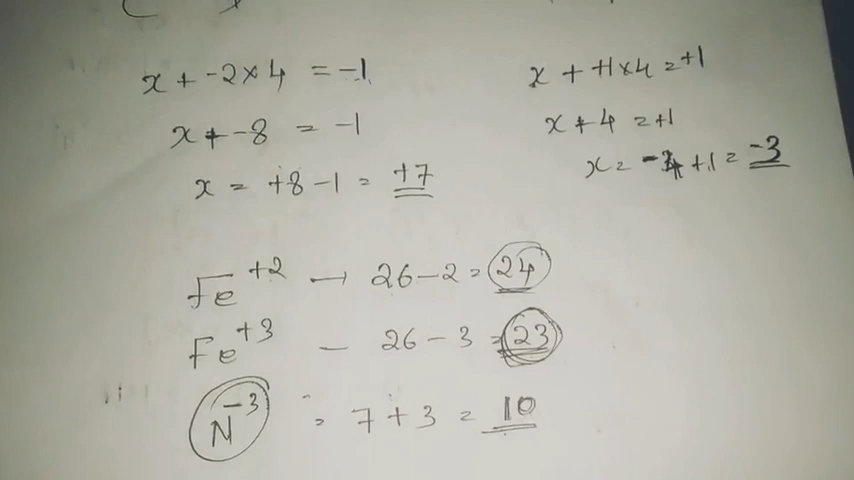 x + -2 × 4 = -1
x + -8 = -1
x = +8 - 1 = +7
x + +1 × 4 = +1
x + 4 = +1
x = -4 + 1 = -3
Fe +2 → 26 - 2 = 24
Fe +3 - 26 - 3 = 23
N -3 = 7 + 3 = 10